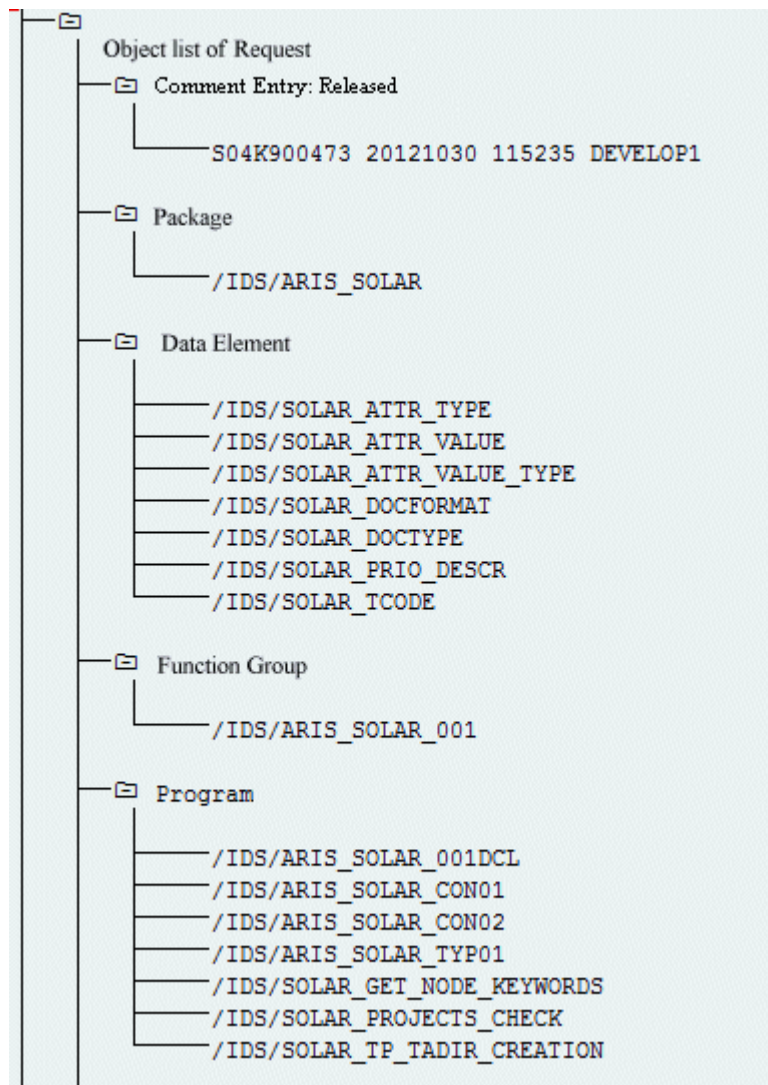 Object list of Request
Comment Entry: Released
S04K900473 20121030 115235 DEVELOP1
Package
/IDS/ARIS_SOLAR
Data Element
/IDS/SOLAR_ATTR_TYPE
/IDS/SOLAR_ATTR_VALUE
/IDS/SOLAR_ATTR_VALUE_TYPE
/IDS/SOLAR_DOCFORMAT
/IDS/SOLAR_DOCTYPE
/IDS/SOLAR_PRIO_DESCR
/IDS/SOLAR_TCODE
Function Group
/IDS/ARIS_SOLAR_001
Program
/IDS/ARIS_SOLAR_001DCL
/IDS/ARIS_SOLAR_CON01
/IDS/ARIS_SOLAR_CON02
/IDS/ARIS_SOLAR_TYP01
/IDS/SOLAR_GET_NODE_KEYWORDS
/IDS/SOLAR_PROJECTS_CHECK
/IDS/SOLAR_TP_TADIR_CREATION